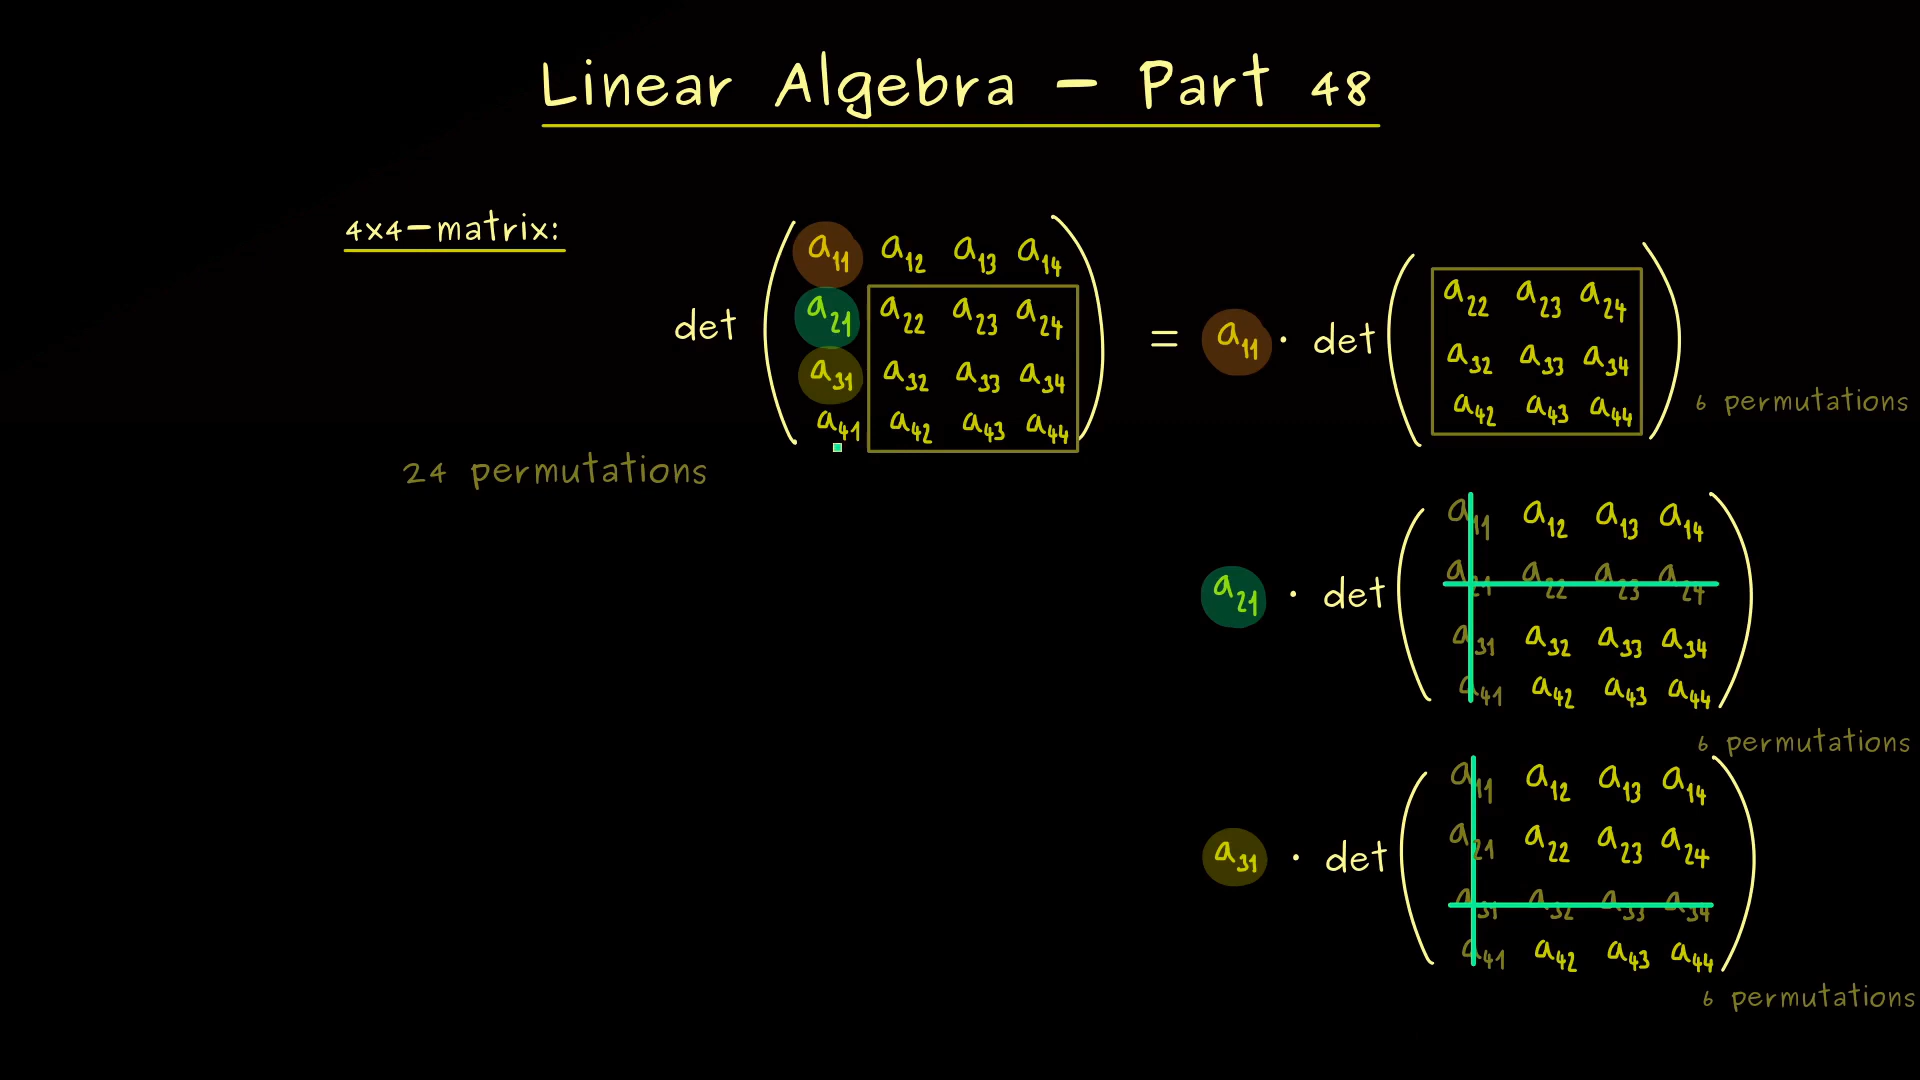 Linear Algebra – Part 48
4x4-matrix:
det ( a11 a12 a13 a14
a21 a22 a23 a24
a31 a32 a33 a34
a41 a42 a43 a44 )
24 permutations
= a11 · det ( a22 a23 a24
a32 a33 a34
a42 a43 a44 )
6 permutations
a21 · det ( a11 a12 a13 a14
a21 a22 a23 a24
a31 a32 a33 a34
a41 a42 a43 a44 )
6 permutations
a31 · det ( a11 a12 a13 a14
a21 a22 a23 a24
a31 a32 a33 a34
a41 a42 a43 a44 )
6 permutations